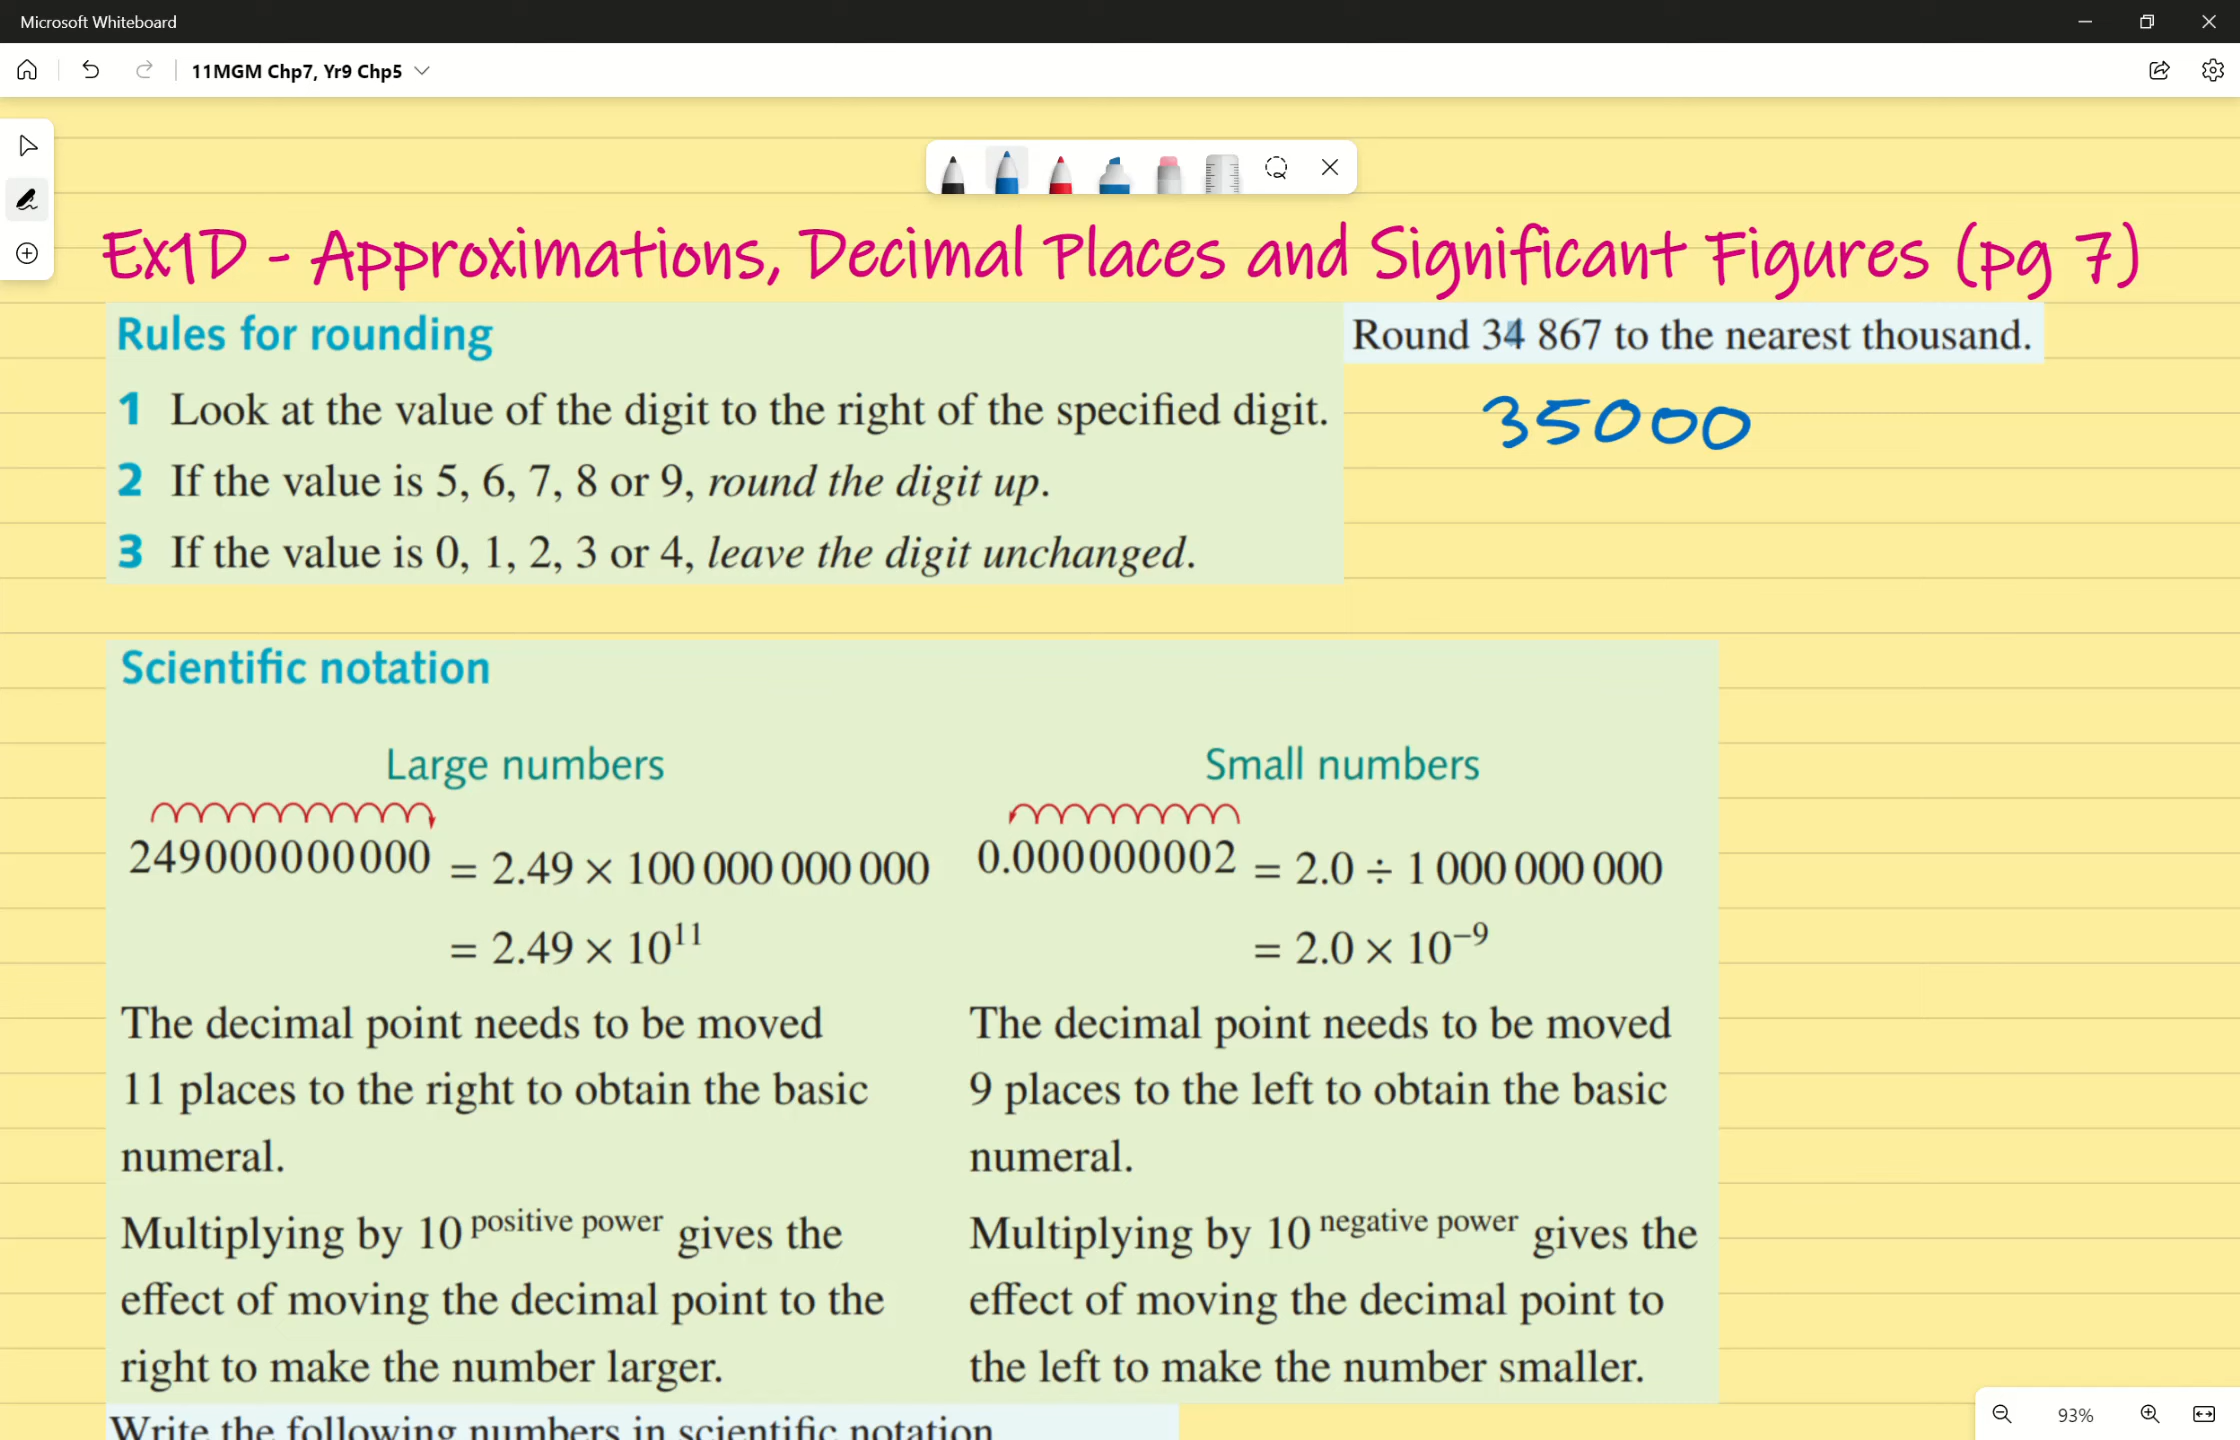 Microsoft Whiteboard
11MGM Chp7, Yr9 Chp5
Ex1D - Approximations, Decimal Places and Significant Figures (pg 7)
Rules for rounding
1 Look at the value of the digit to the right of the specified digit.
2 If the value is 5, 6, 7, 8 or 9, round the digit up.
3 If the value is 0, 1, 2, 3 or 4, leave the digit unchanged.
Round 34 867 to the nearest thousand.
35000
Scientific notation
Large numbers
249000000000 = 2.49 × 100 000 000 000
= 2.49 × 10¹¹
The decimal point needs to be moved
11 places to the right to obtain the basic
numeral.
Multiplying by 10 positive power gives the
effect of moving the decimal point to the
right to make the number larger.
Small numbers
0.000000002 = 2.0 ÷ 1 000 000 000
= 2.0 × 10⁻⁹
The decimal point needs to be moved
9 places to the left to obtain the basic
numeral.
Multiplying by 10 negative power gives the
effect of moving the decimal point to
the left to make the number smaller.
Write the following numbers in scientific notation
93%